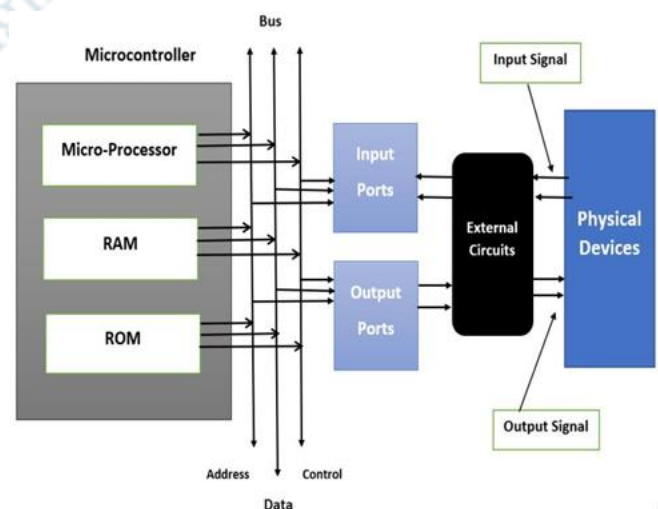 Bus
Microcontroller
Input Signal
Micro-Processor
Input
Ports
RAM
External
Circuits
Physical
Devices
Output
Ports
ROM
Output Signal
Address
Control
Data